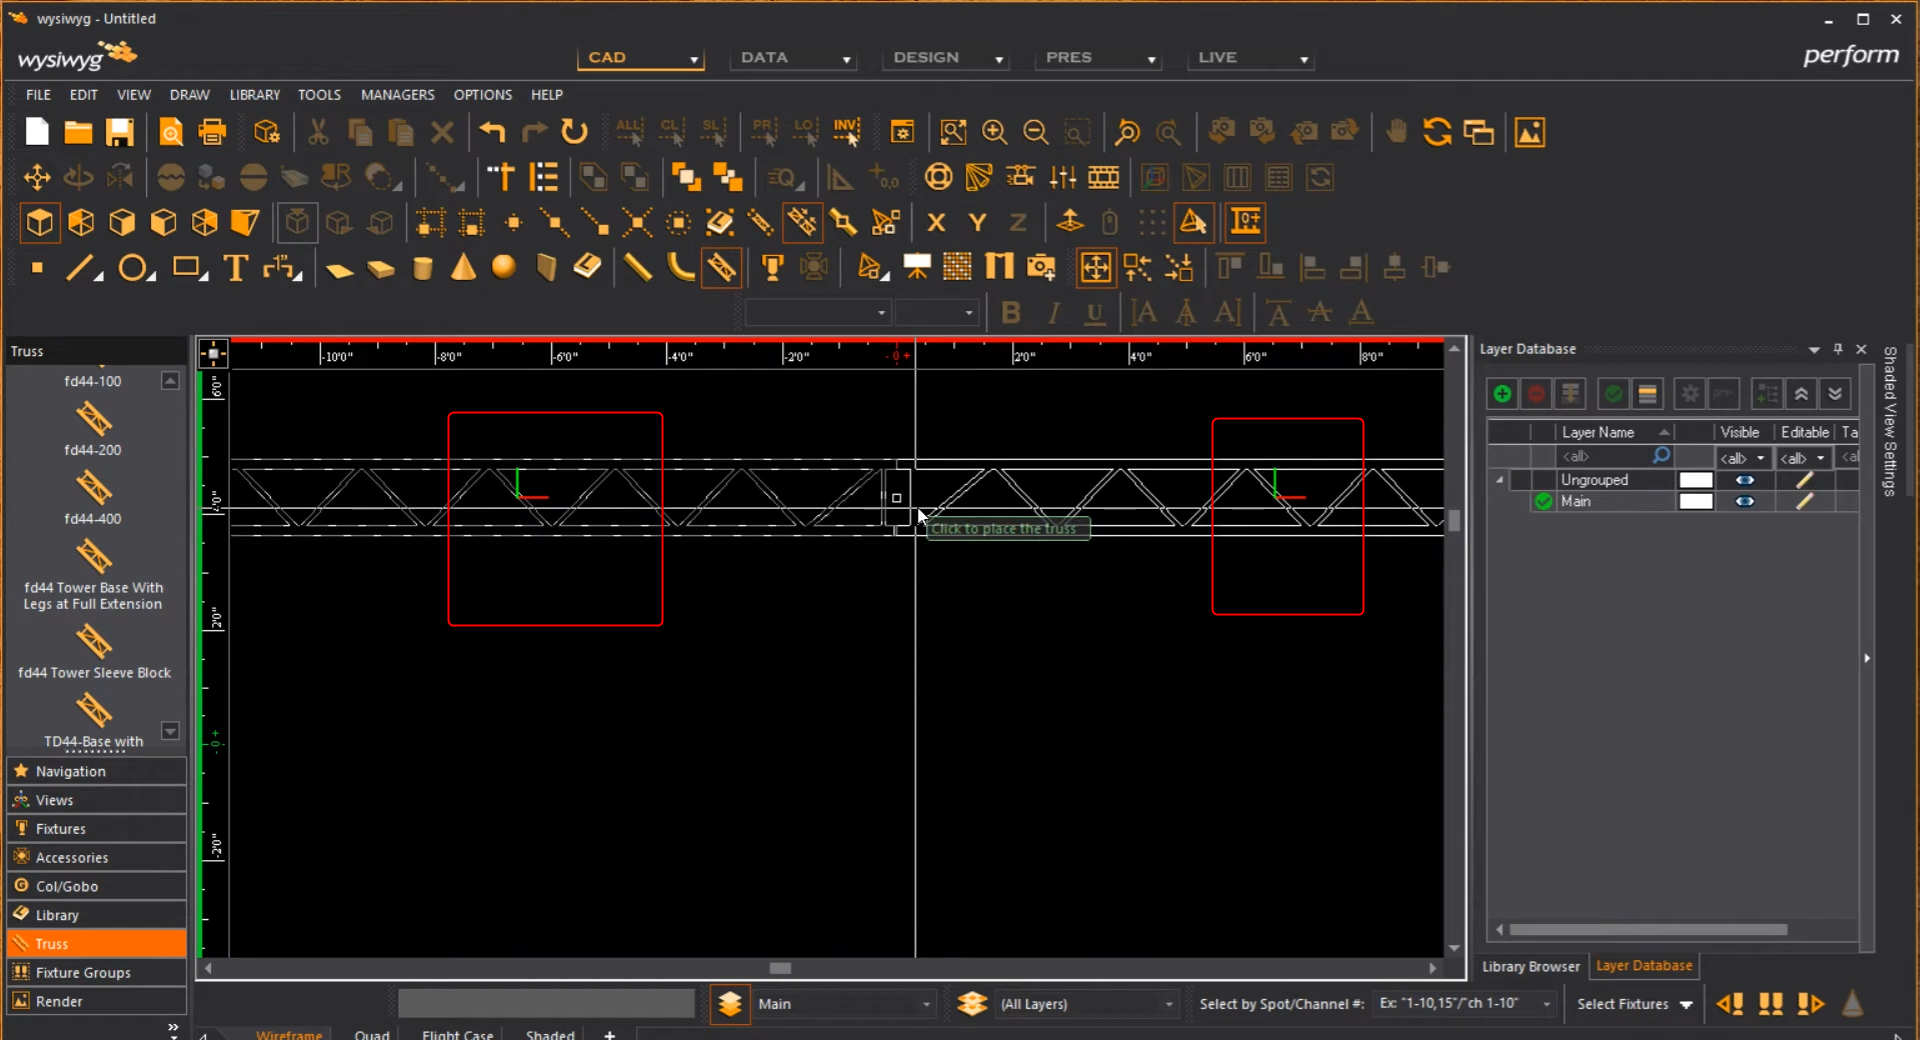 wysiwyg - Untitled
wysiwyg
CAD
DATA
DESIGN
PRES
LIVE
perform
FILE EDIT VIEW DRAW LIBRARY TOOLS MANAGERS OPTIONS HELP
ALL CL SL PR LO INV
0,0
X Y Z
T
B I U A A A A A A
Truss
fd44-100
fd44-200
fd44-400
fd44 Tower Base With
Legs at Full Extension
fd44 Tower Sleeve Block
TD44-Base with
Navigation
Views
Fixtures
Accessories
Col/Gobo
Library
Truss
Fixture Groups
Render
-10'0" -8'0" -6'0" -4'0" -2'0" -0+ 2'0" 4'0" 6'0" 8'0"
6'0"
2'0"
-0+
-2'0"
Click to place the truss
Layer Database
Layer Name Visible Editable Ta
<all> <all> <all>
Ungrouped
Main
Library Browser Layer Database
Shaded View Settings
Main
(All Layers)
Select by Spot/Channel #:
Ex: "1-10,15"/"ch 1-10"
Select Fixtures
Wireframe Quad Flight Case Shaded +